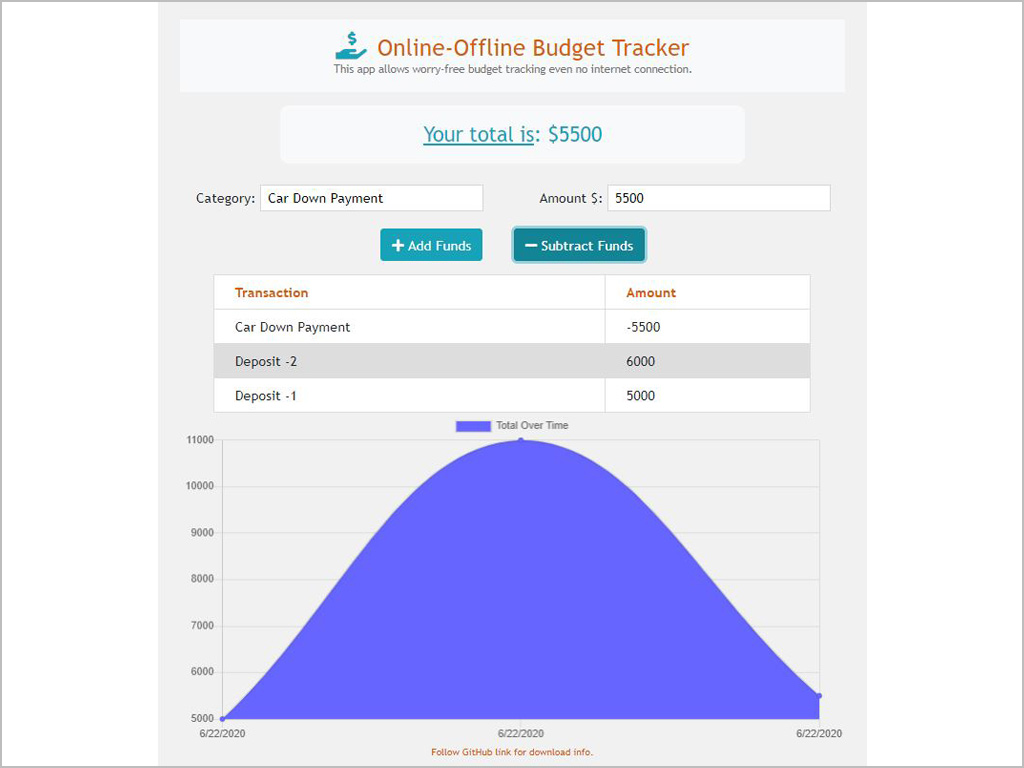 Online-Offline Budget Tracker
This app allows worry-free budget tracking even no internet connection.
Your total is: $5500
Category: Car Down Payment Amount $: 5500
Add Funds Subtract Funds
Transaction Amount
Car Down Payment -5500
Deposit -2 6000
Deposit -1 5000
Total Over Time
11000
10000
9000
8000
7000
6000
5000
6/22/2020 6/22/2020 6/22/2020
Follow GitHub link for download info.